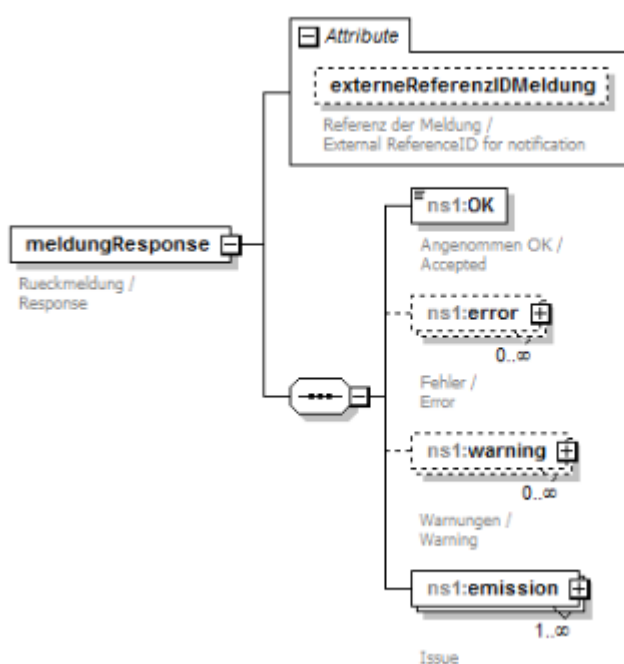 Attribute
externeReferenzIDMeldung
Referenz der Meldung /
External ReferenceID for notification
meldungResponse
Rueckmeldung /
Response
ns1:OK
Angenommen OK /
Accepted
ns1:error
0..∞
Fehler /
Error
ns1:warning
0..∞
Warnungen /
Warning
ns1:emission
1..∞
Issue